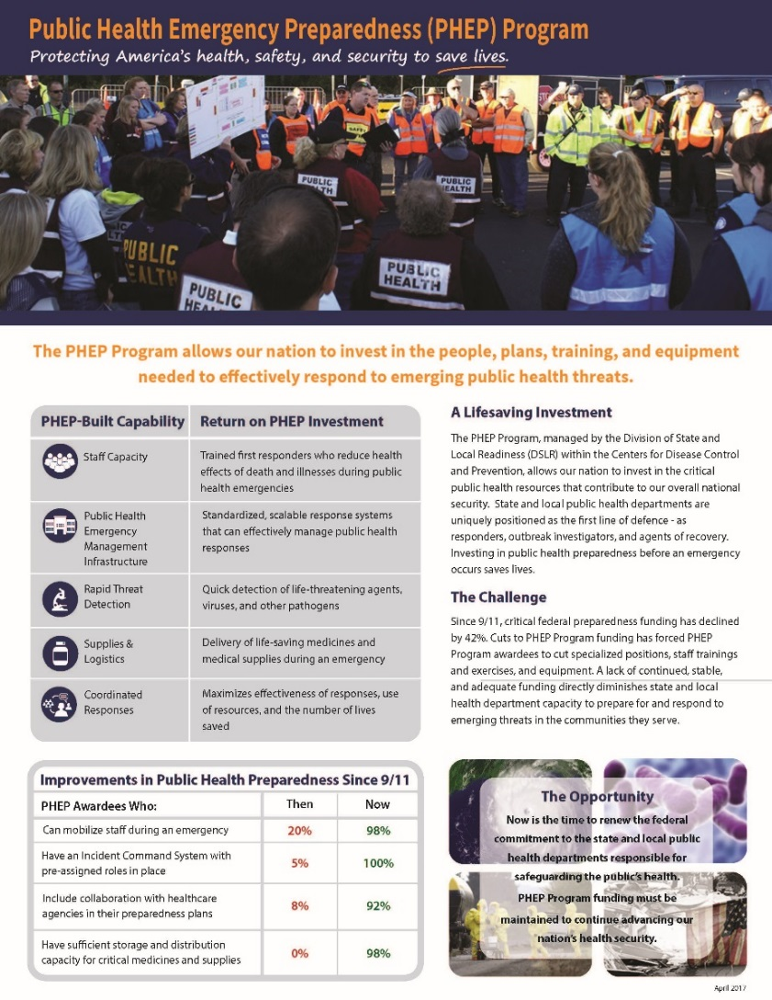 Public Health Emergency Preparedness (PHEP) Program
Protecting America's health, safety, and security to save lives.
PUBLIC
HEALTH
PUBLIC
HEALTH
PUBLIC
HEALTH
PUBLIC
HEALTH
PUBLIC
The PHEP Program allows our nation to invest in the people, plans, training, and equipment
needed to effectively respond to emerging public health threats.
PHEP-Built Capability Return on PHEP Investment
Staff Capacity
Trained first responders who reduce health
effects of death and illnesses during public
health emergencies
Public Health
Emergency
Management
Infrastructure
Standardized, scalable response systems
that can effectively manage public health
responses
Rapid Threat
Detection
Quick detection of life-threatening agents,
viruses, and other pathogens
Supplies &
Logistics
Delivery of life-saving medicines and
medical supplies during an emergency
Coordinated
Responses
Maximizes effectiveness of responses, use
of resources, and the number of lives
saved
A Lifesaving Investment
The PHEP Program, managed by the Division of State and
Local Readiness (DSLR) within the Centers for Disease Control
and Prevention, allows our nation to invest in the critical
public health resources that contribute to our overall national
security. State and local public health departments are
uniquely positioned as the first line of defence - as
responders, outbreak investigators, and agents of recovery.
Investing in public health preparedness before an emergency
occurs saves lives.
The Challenge
Since 9/11, critical federal preparedness funding has declined
by 42%. Cuts to PHEP Program funding has forced PHEP
Program awardees to cut specialized positions, staff trainings
and exercises, and equipment. A lack of continued, stable,
and adequate funding directly diminishes state and local
health department capacity to prepare for and respond to
emerging threats in the communities they serve.
Improvements in Public Health Preparedness Since 9/11
PHEP Awardees Who: Then Now
Can mobilize staff during an emergency 20% 98%
Have an Incident Command System with
pre-assigned roles in place 5% 100%
Include collaboration with healthcare
agencies in their preparedness plans 8% 92%
Have sufficient storage and distribution
capacity for critical medicines and supplies 0% 98%
The Opportunity
Now is the time to renew the federal
commitment to the state and local public
health departments responsible for
safeguarding the public's health.
PHEP Program funding must be
maintained to continue advancing our
nation's health security.
April 2017